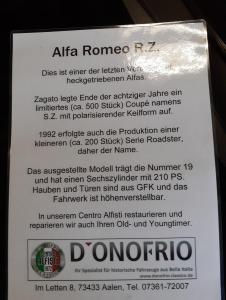 Alfa Romeo R.Z.
Dies ist einer der letzten
heckgetriebenen Alfas.
Zagato legte Ende der achtziger Jahre ein
limitiertes (ca. 500 Stück) Coupé namens
S.Z. mit polarisierender Keilform auf.
1992 erfolgte auch die Produktion einer
kleineren (ca. 200 Stück) Serie Roadster,
daher der Name.
Das ausgestellte Modell trägt die Nummer 19
und hat einen Sechszylinder mit 210 PS.
Hauben und Türen sind aus GFK und das
Fahrwerk ist höhenverstellbar.
In unserem Centro Alfisti restaurieren und
reparieren wir auch Ihren Old- und Youngtimer.
D'ONOFRIO
Ihr Spezialist für historische Fahrzeuge aus Bella Italia
www.donofrio-classics.de
Im Letten 8, 73433 Aalen, Tel. 07361-72007